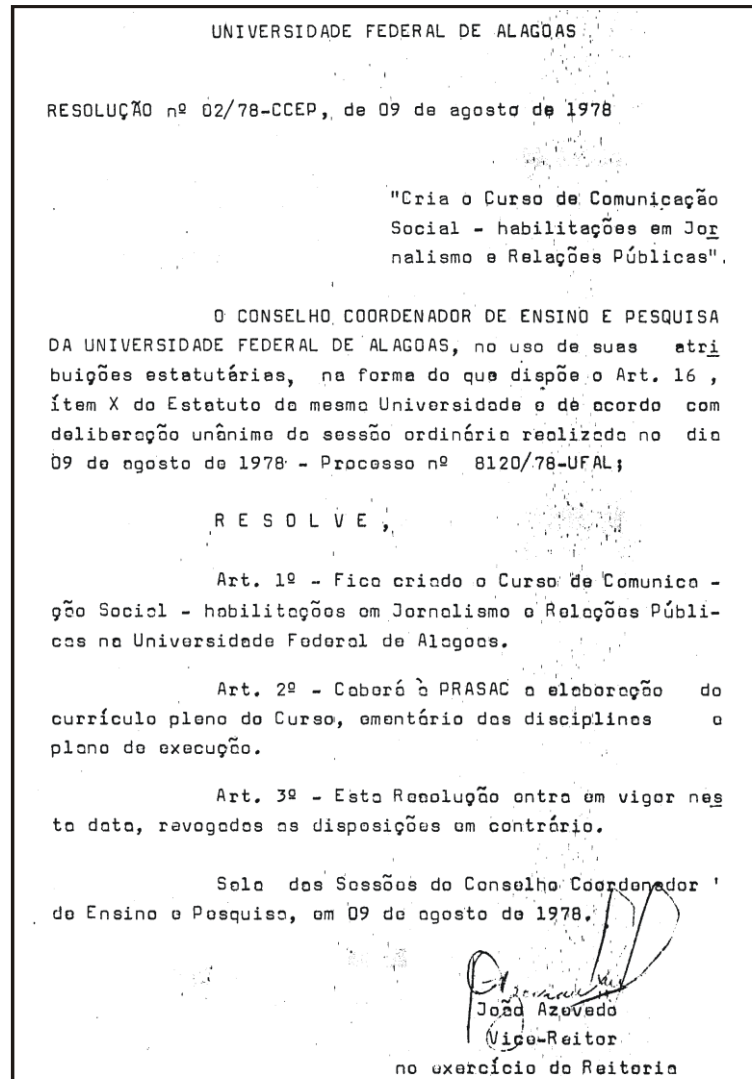 UNIVERSIDADE FEDERAL DE ALAGOAS
RESOLUÇÃO nº 02/78-CCEP, de 09 de agosto de 1978
"Cria o Curso de Comunicação
Social - habilitações em Jor
nalismo e Relações Públicas".
O CONSELHO COORDENADOR DE ENSINO E PESQUISA
DA UNIVERSIDADE FEDERAL DE ALAGOAS, no uso de suas atri
buições estatutárias, na forma do que dispõe o Art. 16 ,
ítem X do Estatuto da mesma Universidade e de acordo com
deliberação unânime da sessão ordinária realizada no dia
09 de agosto de 1978 - Processo nº 8120/78-UFAL;
R E S O L V E ,
Art. 1º - Fica criado o Curso de Comunica -
ção Social - habilitações em Jornalismo e Relações Públi-
cas na Universidade Federal de Alagoas.
Art. 2º - Caberá à PRASAC a elaboração do
currículo pleno do Curso, ementário das disciplinas e
plano de execução.
Art. 3º - Esta Resolução entra em vigor nes
ta data, revogadas as disposições em contrário.
Sala das Sessões do Conselho Coordenador '
de Ensino e Pesquisa, em 09 de agosto de 1978.
João Azevedo
Vice-Reitor
no exercício da Reitoria